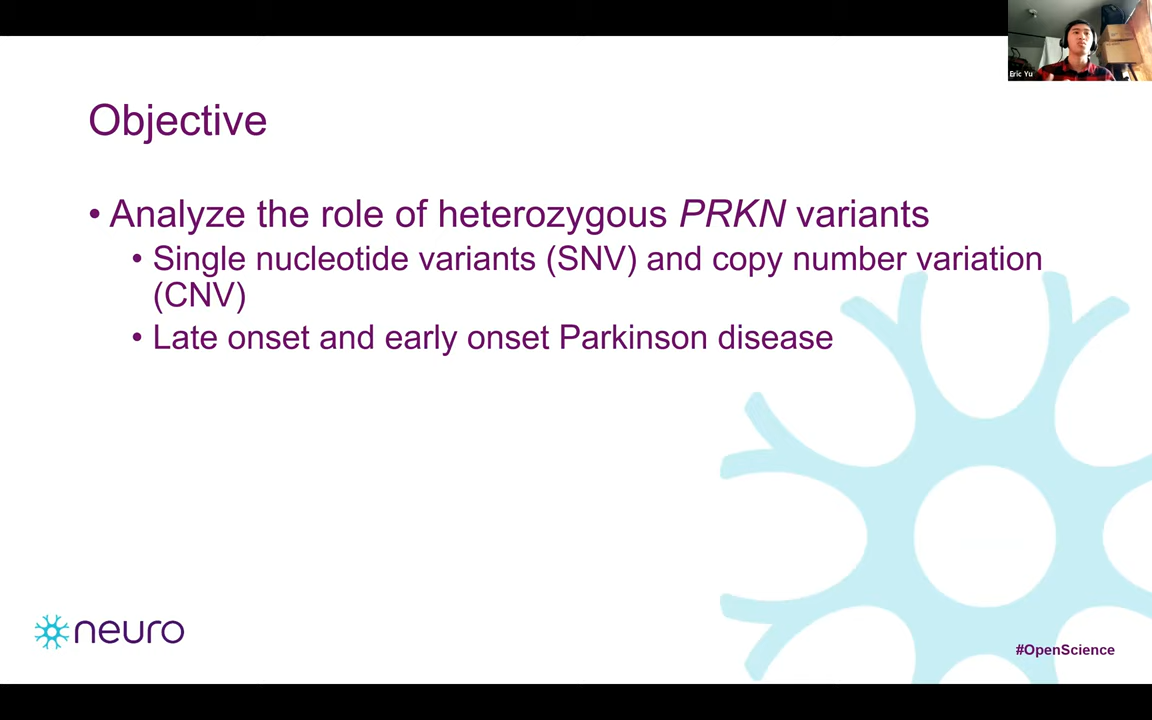 Eric Yu
Objective
• Analyze the role of heterozygous PRKN variants
• Single nucleotide variants (SNV) and copy number variation
(CNV)
• Late onset and early onset Parkinson disease
neuro
#OpenScience